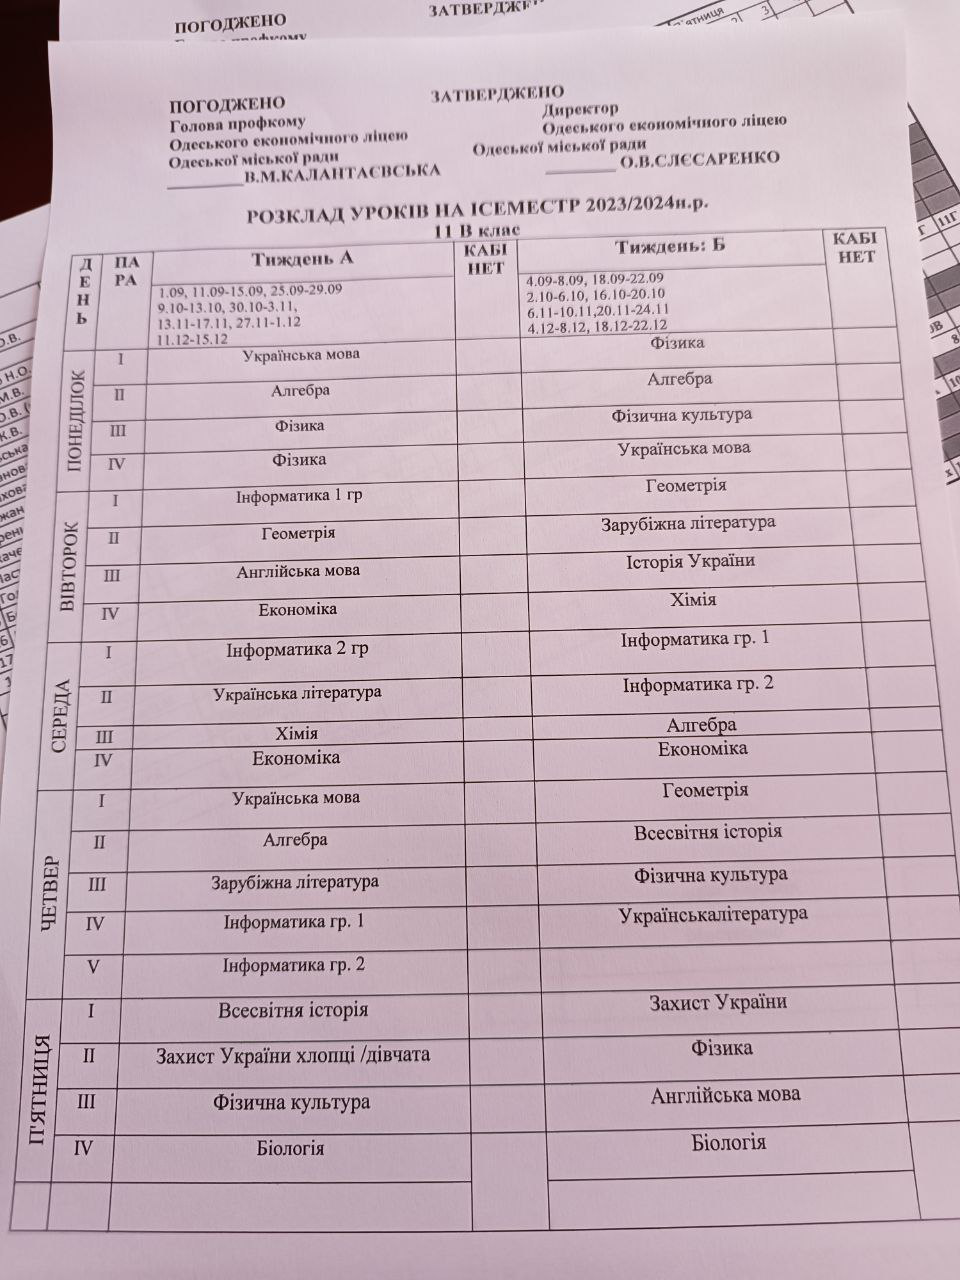 ПОГОДЖЕНО
ЗАТВЕРДЖЕ
П`ЯТНИЦЯ
ПОГОДЖЕНО
ЗАТВЕРДЖЕНО
Голова профкому
Директор
Одеського економічного ліцею
Одеського економічного ліцею
Одеської міської ради
Одеської міської ради
_________В.М.КАЛАНТАЄВСЬКА
________ О.В.СЛЄСАРЕНКО
РОЗКЛАД УРОКІВ НА ІСЕМЕСТР 2023/2024н.р.
11 В клас
ДЕНЬ
ПАРА
Тиждень А
КАБІНЕТ
Тиждень: Б
КАБІНЕТ
1.09, 11.09-15.09, 25.09-29.09
9.10-13.10, 30.10-3.11,
13.11-17.11, 27.11-1.12
11.12-15.12
4.09-8.09, 18.09-22.09
2.10-6.10, 16.10-20.10
6.11-10.11,20.11-24.11
4.12-8.12, 18.12-22.12
ПОНЕДІЛОК
I Українська мова Фізика
II Алгебра Алгебра
III Фізика Фізична культура
IV Фізика Українська мова
ВІВТОРОК
I Інформатика 1 гр Геометрія
II Геометрія Зарубіжна література
III Англійська мова Історія України
IV Економіка Хімія
СЕРЕДА
I Інформатика 2 гр Інформатика гр. 1
II Українська література Інформатика гр. 2
III Хімія Алгебра
IV Економіка Економіка
ЧЕТВЕР
I Українська мова Геометрія
II Алгебра Всесвітня історія
III Зарубіжна література Фізична культура
IV Інформатика гр. 1 Українськалітература
V Інформатика гр. 2
П'ЯТНИЦЯ
I Всесвітня історія Захист України
II Захист України хлопці /дівчата Фізика
III Фізична культура Англійська мова
IV Біологія Біологія
11Г